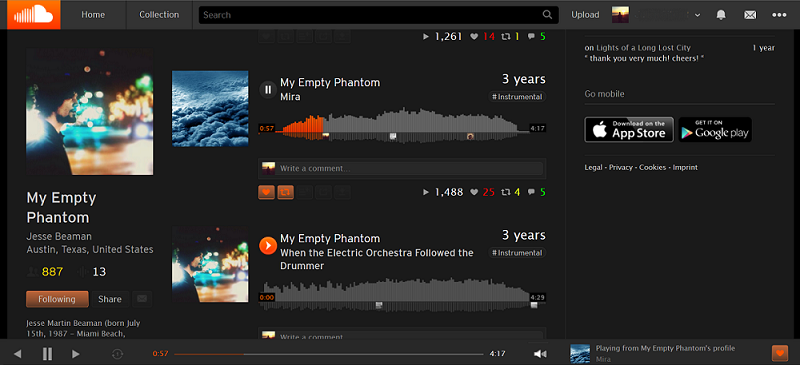 Home
Collection
Search
Upload
1,261 14 1 5
My Empty Phantom
Mira
3 years
# Instrumental
0:57
4:17
Write a comment...
1,488 25 4 5
My Empty Phantom
When the Electric Orchestra Followed the
Drummer
3 years
# Instrumental
0:00
4:29
Write a comment...
My Empty
Phantom
Jesse Beaman
Austin, Texas, United States
887 13
Following
Share
Jesse Martin Beaman (born July
15th, 1987 – Miami Beach,
on Lights of a Long Lost City
1 year
" thank you very much! cheers! "
Go mobile
Download on the
App Store
GET IT ON
Google play
Legal - Privacy - Cookies - Imprint
0:57
4:17
Playing from My Empty Phantom's profile
Mira